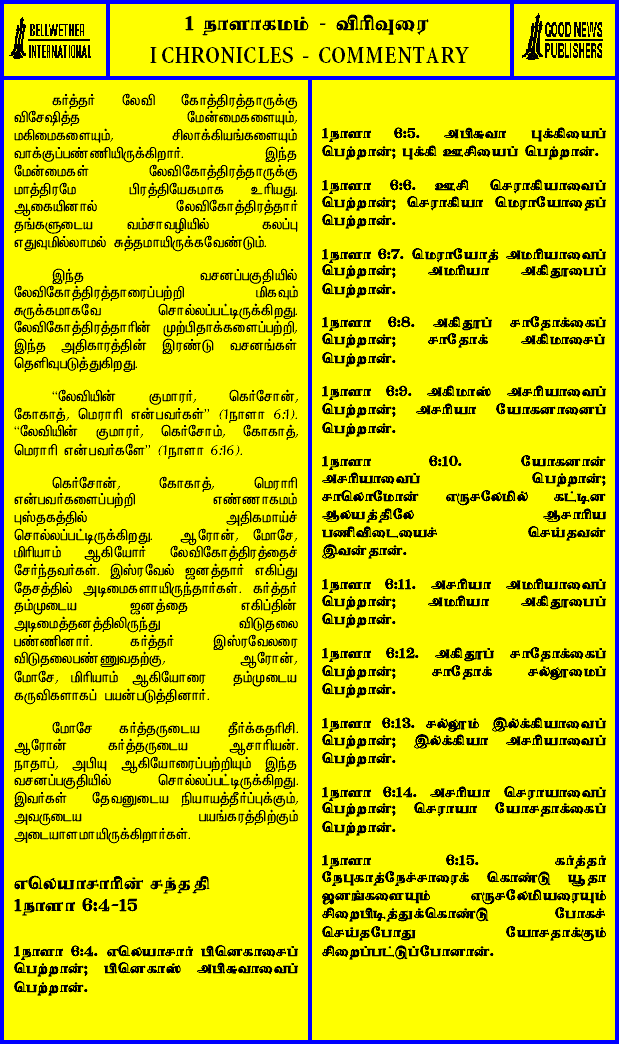 BELLWETHER
INTERNATIONAL
1 நாளாகமம் - விரிவுரை
I CHRONICLES - COMMENTARY
GOOD NEWS
PUBLISHERS
கர்த்தர் லேவி கோத்திரத்தாருக்கு
விசேஷித்த மேன்மைகளையும்,
மகிமைகளையும், சிலாக்கியங்களையும்
வாக்குப்பண்ணியிருக்கிறார். இந்த
மேன்மைகள் லேவிகோத்திரத்தாருக்கு
மாத்திரமே பிரத்தியேகமாக உரியது.
ஆகையினால் லேவிகோத்திரத்தார்
தங்களுடைய வம்சாவழியில் கலப்பு
எதுவுமில்லாமல் சுத்தமாயிருக்கவேண்டும்.
இந்த வசனப்பகுதியில்
லேவிகோத்திரத்தாரைப்பற்றி மிகவும்
சுருக்கமாகவே சொல்லப்பட்டிருக்கிறது.
லேவிகோத்திரத்தாரின் முற்பிதாக்களைப்பற்றி,
இந்த அதிகாரத்தின் இரண்டு வசனங்கள்
தெளிவுபடுத்துகிறது.
“லேவியின் குமாரர், கெர்சோன்,
கோகாத், மெராரி என்பவர்கள்” (1நாளா 6:1).
“லேவியின் குமாரர், கெர்சோம், கோகாத்,
மெராரி என்பவர்களே” (1நாளா 6:16).
கெர்சோன், கோகாத், மெராரி
என்பவர்களைப்பற்றி எண்ணாகமம்
புஸ்தகத்தில் அதிகமாய்ச்
சொல்லப்பட்டிருக்கிறது. ஆரோன், மோசே,
மிரியாம் ஆகியோர் லேவிகோத்திரத்தைச்
சேர்ந்தவர்கள். இஸ்ரவேல் ஜனத்தார் எகிப்து
தேசத்தில் அடிமைகளாயிருந்தார்கள். கர்த்தர்
தம்முடைய ஜனத்தை எகிப்தின்
அடிமைத்தனத்திலிருந்து விடுதலை
பண்ணினார். கர்த்தர் இஸ்ரவேலரை
விடுதலைபண்ணுவதற்கு, ஆரோன்,
மோசே, மிரியாம் ஆகியோரை தம்முடைய
கருவிகளாகப் பயன்படுத்தினார்.
மோசே கர்த்தருடைய தீர்க்கதரிசி.
ஆரோன் கர்த்தருடைய ஆசாரியன்.
நாதாப், அபியூ ஆகியோரைப்பற்றியும் இந்த
வசனப்பகுதியில் சொல்லப்பட்டிருக்கிறது.
இவர்கள் தேவனுடைய நியாயத்தீர்ப்புக்கும்,
அவருடைய பயங்கரத்திற்கும்
அடையாளமாயிருக்கிறார்கள்.
எலெயாசாரின் சந்ததி
1நாளா 6:4-15
1நாளா 6:4. எலெயாசார் பினெகாசைப்
பெற்றான்; பினெகாஸ் அபிசுவாவைப்
பெற்றான்.
1நாளா 6:5. அபிசுவா புக்கியைப்
பெற்றான்; புக்கி ஊசியைப் பெற்றான்.
1நாளா 6:6. ஊசி செராகியாவைப்
பெற்றான்; செராகியா மெராயோதைப்
பெற்றான்.
1நாளா 6:7. மெராயோத் அமரியாவைப்
பெற்றான்; அமரியா அகிதூபைப்
பெற்றான்.
1நாளா 6:8. அகிதூப் சாதோக்கைப்
பெற்றான்; சாதோக் அகிமாசைப்
பெற்றான்.
1நாளா 6:9. அகிமாஸ் அசரியாவைப்
பெற்றான்; அசரியா யோகனானைப்
பெற்றான்.
1நாளா 6:10. யோகனான்
அசரியாவைப் பெற்றான்;
சாலொமோன் எருசலேமில் கட்டின
ஆலயத்திலே ஆசாரிய
பணிவிடையைச் செய்தவன்
இவன்தான்.
1நாளா 6:11. அசரியா அமரியாவைப்
பெற்றான்; அமரியா அகிதூபைப்
பெற்றான்.
1நாளா 6:12. அகிதூப் சாதோக்கைப்
பெற்றான்; சாதோக் சல்லூமைப்
பெற்றான்.
1நாளா 6:13. சல்லூம் இல்க்கியாவைப்
பெற்றான்; இல்க்கியா அசரியாவைப்
பெற்றான்.
1நாளா 6:14. அசரியா செராயாவைப்
பெற்றான்; செராயா யோசதாக்கைப்
பெற்றான்.
1நாளா 6:15. கர்த்தர்
நேபுகாத்நேச்சாரைக் கொண்டு யூதா
ஜனங்களையும் எருசலேமியரையும்
சிறைபிடித்துக்கொண்டு போகச்
செய்தபோது யோசதாக்கும்
சிறைப்பட்டுப்போனான்.